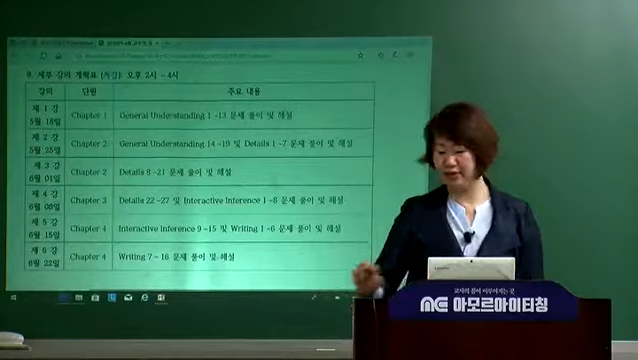 8. 세부 강의 계획표 (특강): 오후 2시 ~ 4시
강의 단원 주요 내용
제 1 강
5월 18일 Chapter 1 General Understanding 1 ~13 문제 풀이 및 해설
제 2 강
5월 25일 Chapter 2 General Understanding 14 ~19 및 Details 1 ~7 문제 풀이 및 해설
제 3 강
6월 01일 Chapter 2 Details 8 ~21 문제 풀이 및 해설
제 4 강
6월 08일 Chapter 3 Details 22 ~27 및 Interactive Inference 1 ~8 문제 풀이 및 해설
제 5 강
6월 15일 Chapter 4 Interactive Inference 9 ~15 및 Writing 1 ~6 문제 풀이 및 해설
제 6 강
6월 22일 Chapter 4 Writing 7 ~ 16 문제 풀이 및 해설
Lenovo
교사의 꿈이 이루어지는 곳
아모르아이티칭